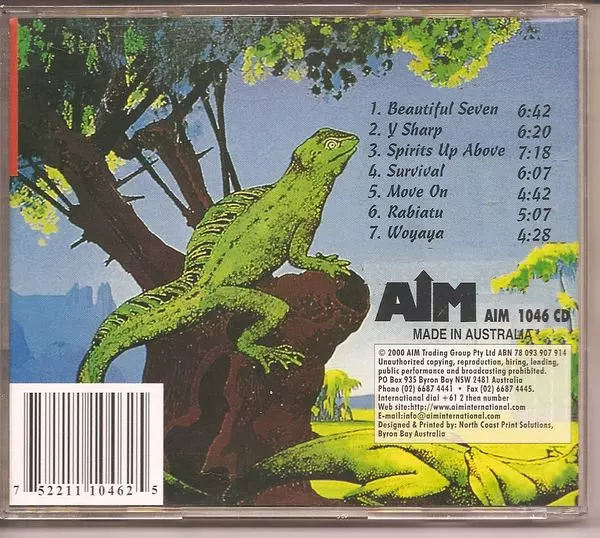 1. Beautiful Seven 6:42
2. Y Sharp 6:20
3. Spirits Up Above 7:18
4. Survival 6:07
5. Move On 4:42
6. Rabiatu 5:07
7. Woyaya 4:28
AIM AIM 1046 CD
MADE IN AUSTRALIA
© 2000 AIM Trading Group Pty Ltd ABN 78 093 907 914
Unauthorized copying, reproduction, hiring, lending,
public performance and broadcasting prohibited.
PO Box 935 Byron Bay NSW 2481 Australia
Phone (02) 6687 4441 • Fax (02) 6687 4445.
International dial +61 2 then number
Web site:http://www.aiminternational.com
E-mail:info@aiminternational.com
Designed & Printed by: North Coast Print Solutions,
Byron Bay Australia
7 52211 10462 5